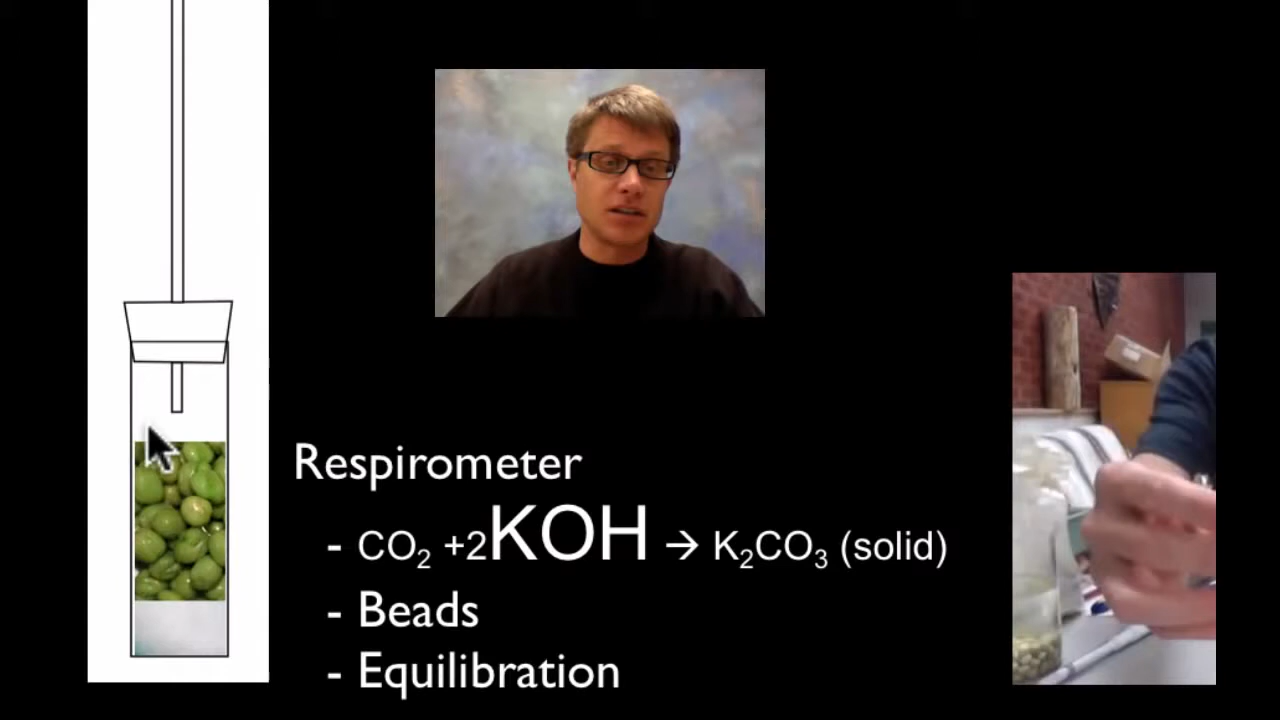 Respirometer
- CO₂ +2KOH → K₂CO₃ (solid)
- Beads
- Equilibration